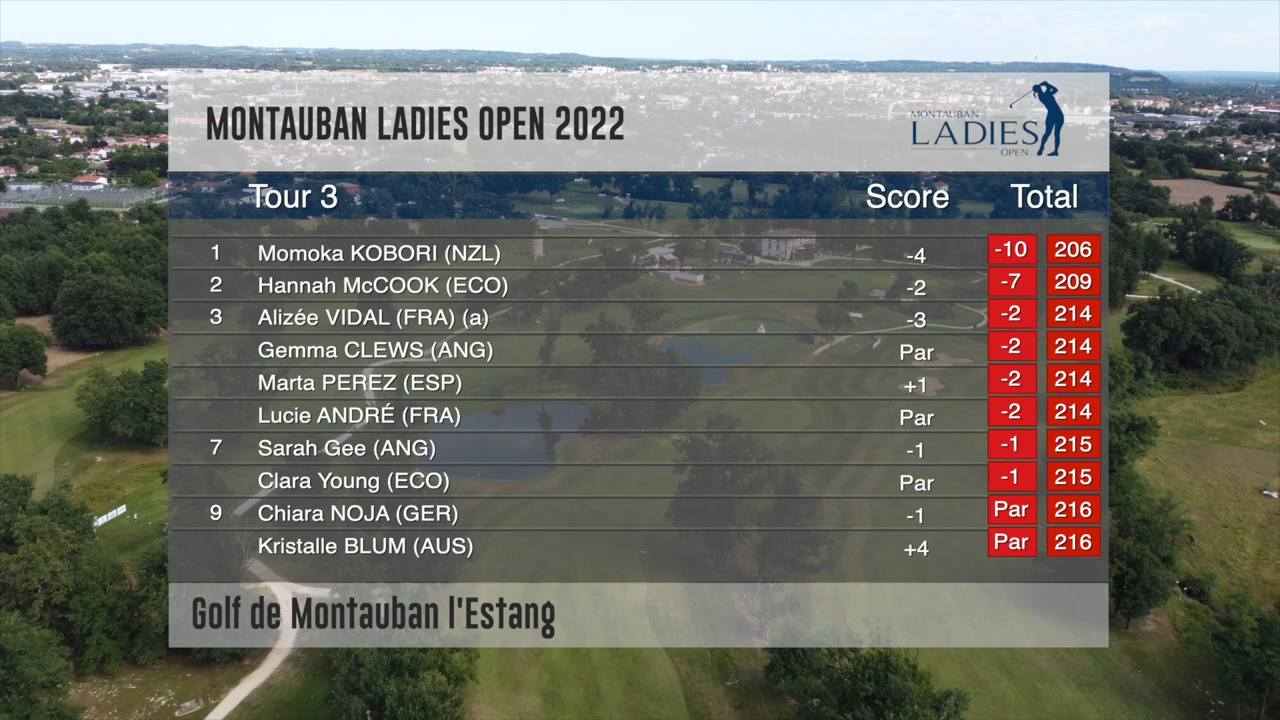 MONTAUBAN LADIES OPEN 2022
MONTAUBAN
LADIES
OPEN
Tour 3 Score Total
1 Momoka KOBORI (NZL) -4 -10 206
2 Hannah McCOOK (ECO) -2 -7 209
3 Alizée VIDAL (FRA) (a) -3 -2 214
Gemma CLEWS (ANG) Par -2 214
Marta PEREZ (ESP) +1 -2 214
Lucie ANDRÉ (FRA) Par -2 214
7 Sarah Gee (ANG) -1 -1 215
Clara Young (ECO) Par -1 215
9 Chiara NOJA (GER) -1 Par 216
Kristalle BLUM (AUS) +4 Par 216
Golf de Montauban l'Estang